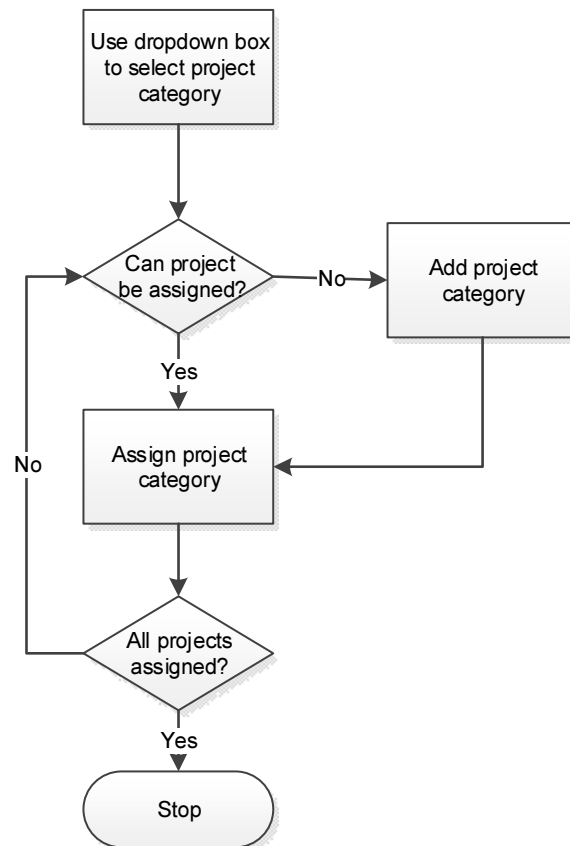 Use dropdown box
to select project
category
Can project
be assigned?
No
Add project
category
Yes
Assign project
category
No
All projects
assigned?
Yes
Stop